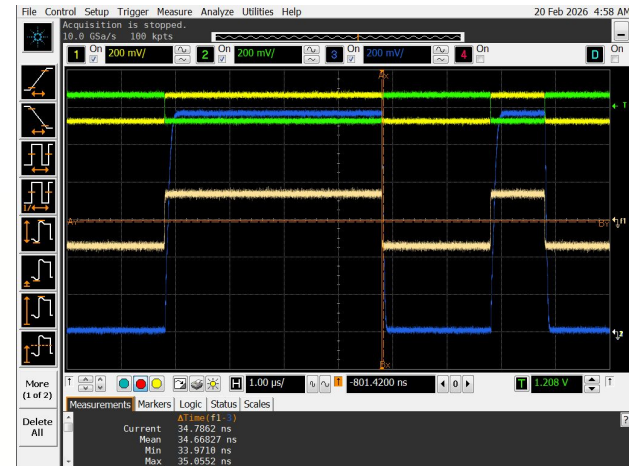 File Control Setup Trigger Measure Analyze Utilities Help 20 Feb 2026 4:58 AM
Acquisition is stopped.
10.0 GSa/s 100 kpts
1 On 200 mV/ 2 On 200 mV/ 3 On 200 mV/ 4 On D On
Ax
T
Ay By f1
2
Bx
H 1.00 µs/ -801.4200 ns 0 T 1.208 V
More
(1 of 2)
Delete
All
Measurements Markers Logic Status Scales
ΔTime(f1-3)
Current 34.7862 ns
Mean 34.66827 ns
Min 33.9710 ns
Max 35.0552 ns
?